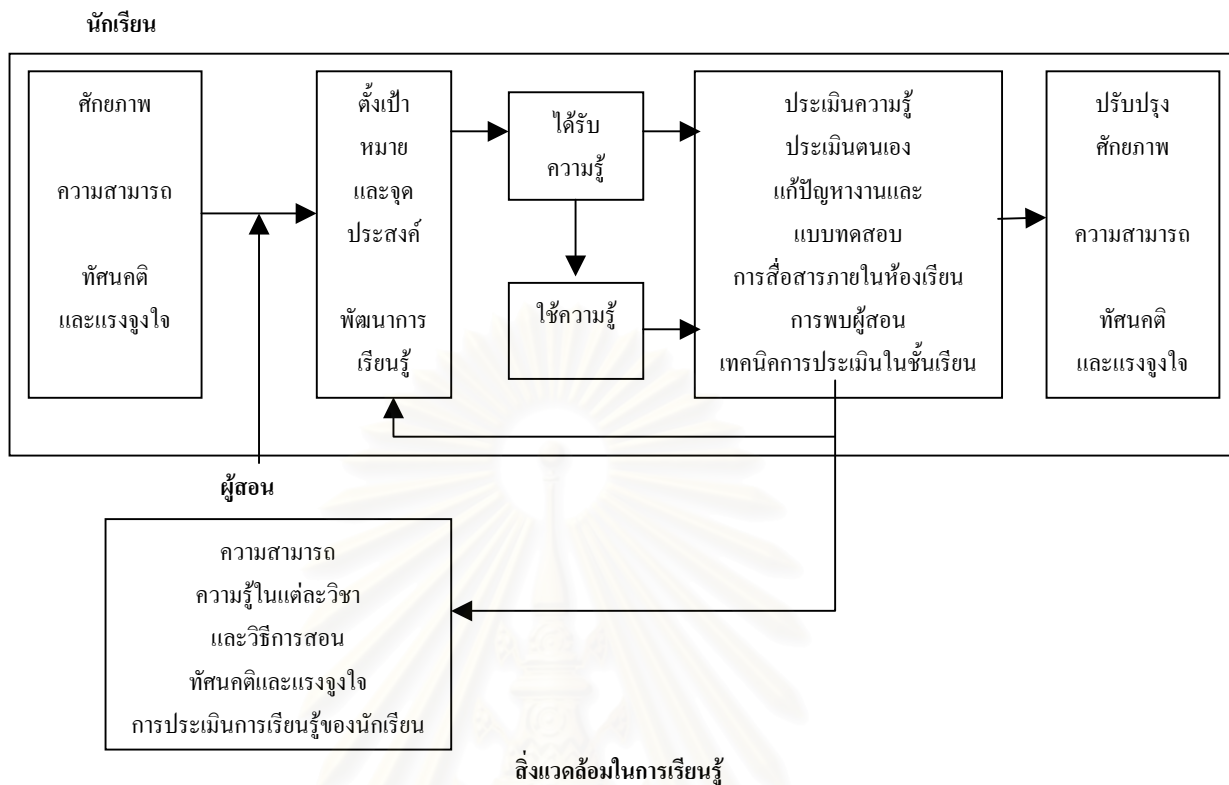 นักเรียน
ศักยภาพ
ความสามารถ
ทัศนคติ
และแรงจูงใจ
ตั้งเป้า
หมาย
และจุด
ประสงค์
พัฒนาการ
เรียนรู้
ได้รับ
ความรู้
ใช้ความรู้
ประเมินความรู้
ประเมินตนเอง
แก้ปัญหางานและ
แบบทดสอบ
การสื่อสารภายในห้องเรียน
การพบผู้สอน
เทคนิคการประเมินในชั้นเรียน
ปรับปรุง
ศักยภาพ
ความสามารถ
ทัศนคติ
และแรงจูงใจ
ผู้สอน
ความสามารถ
ความรู้ในแต่ละวิชา
และวิธีการสอน
ทัศนคติและแรงจูงใจ
การประเมินการเรียนรู้ของนักเรียน
สิ่งแวดล้อมในการเรียนรู้